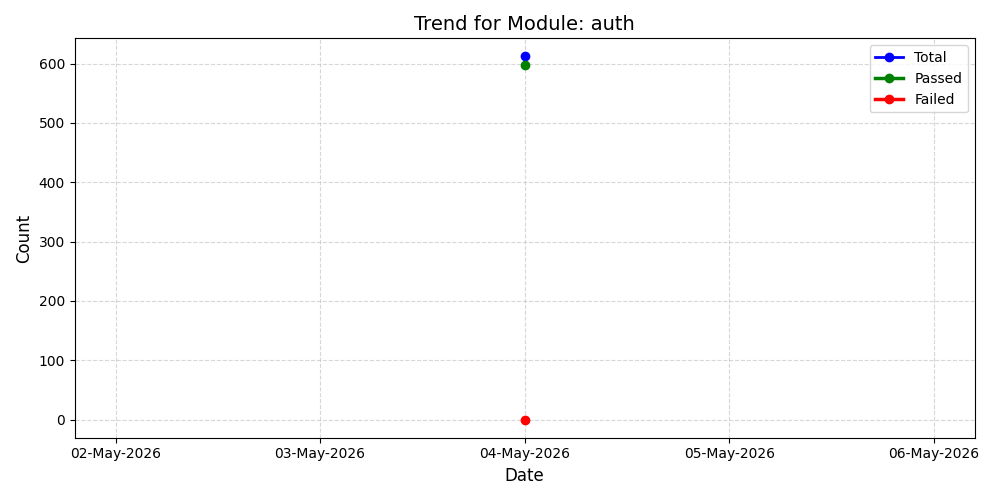 Trend for Module: auth
Total
Passed
Failed
Count
600
500
400
300
200
100
0
02-May-2026
03-May-2026
04-May-2026
05-May-2026
06-May-2026
Date